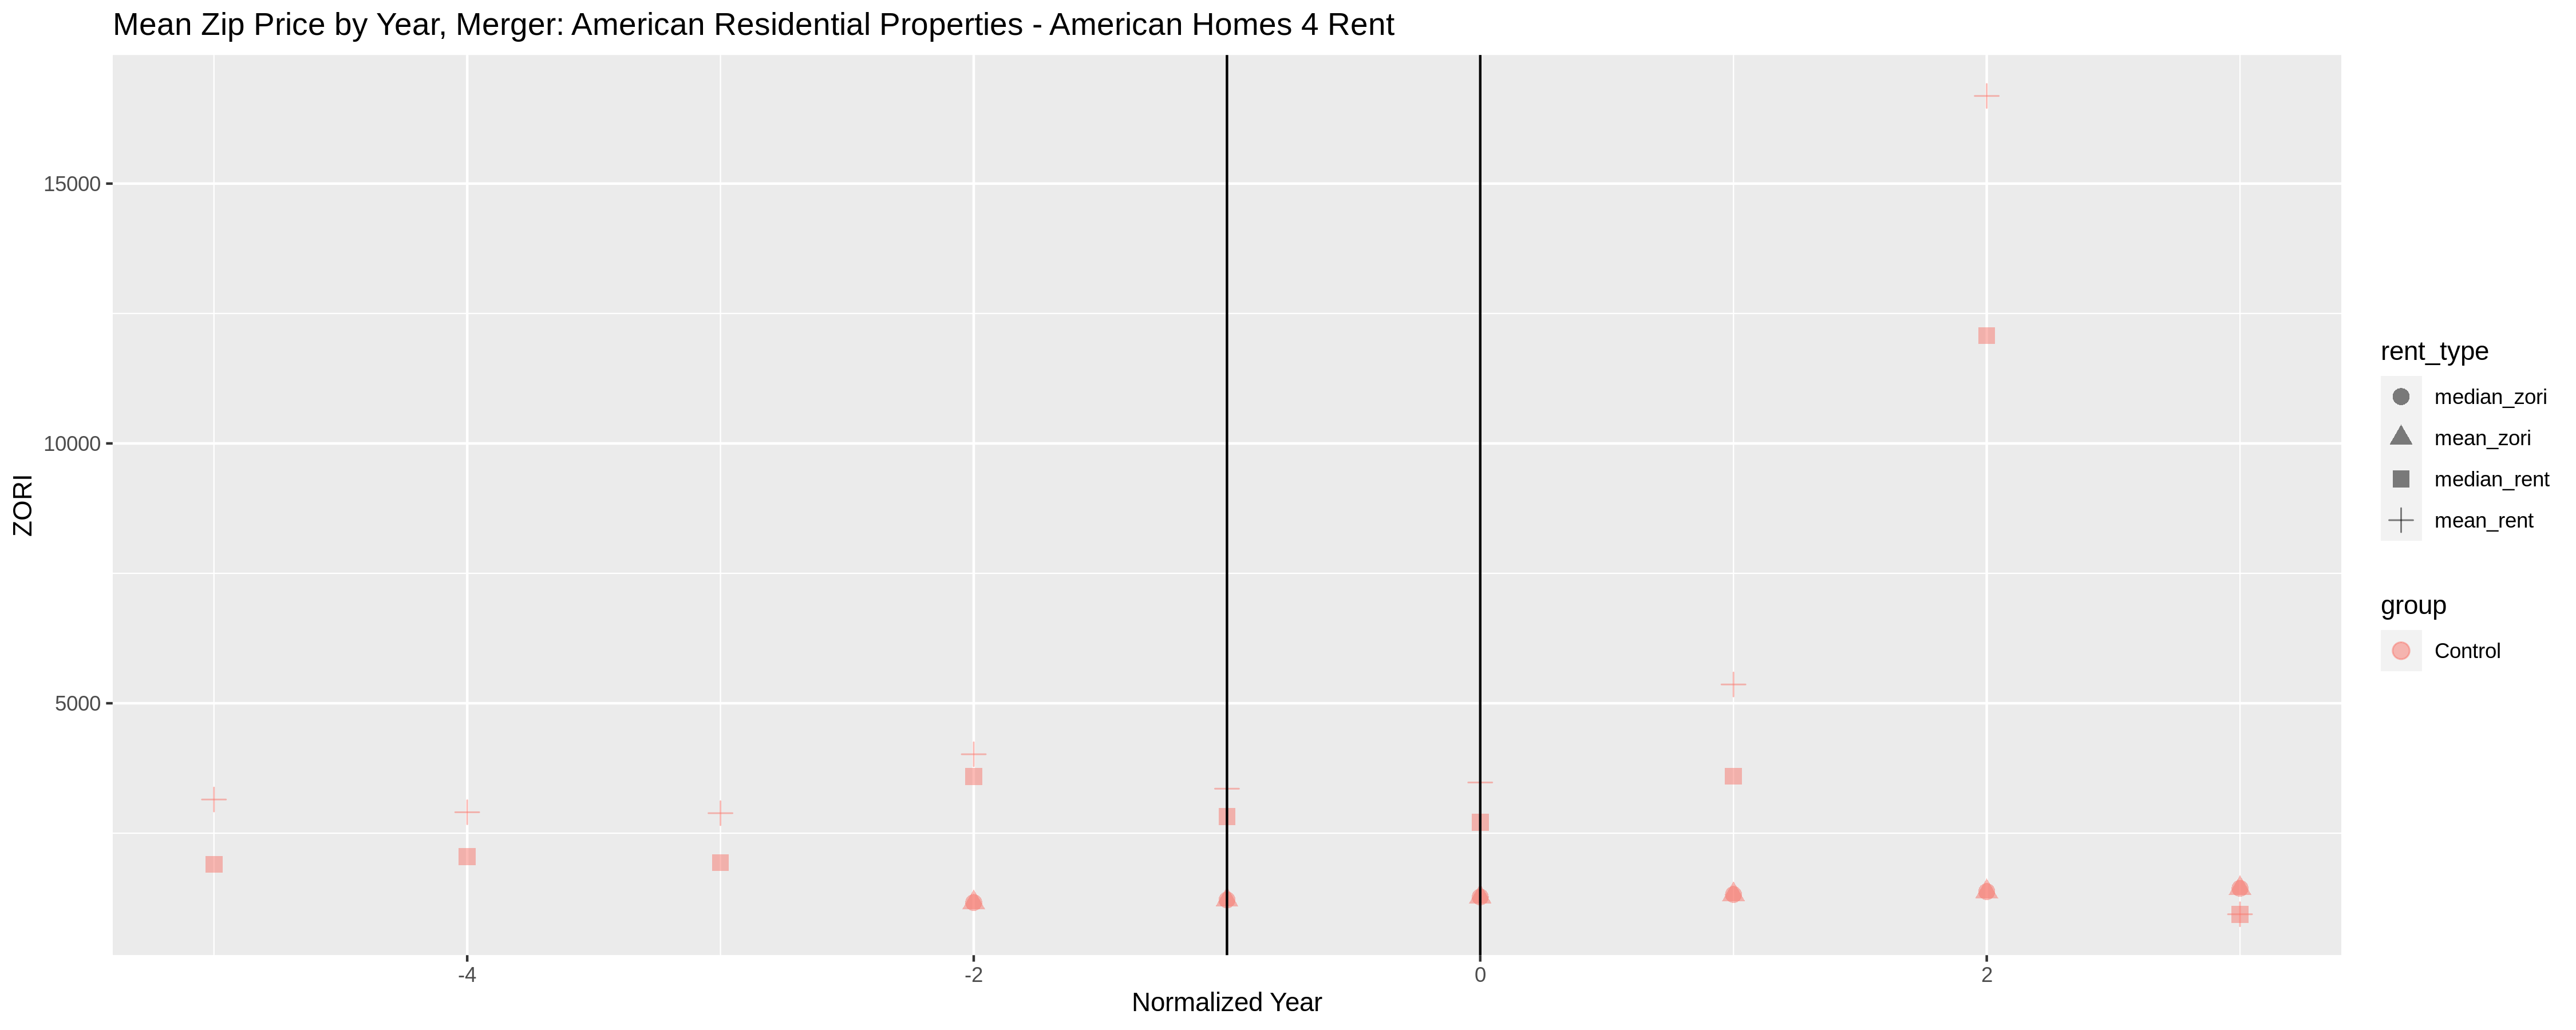 Mean Zip Price by Year, Merger: American Residential Properties - American Homes 4 Rent
15000
10000
5000
ZORI
-4
-2
0
2
Normalized Year
rent_type
median_zori
mean_zori
median_rent
mean_rent
group
Control